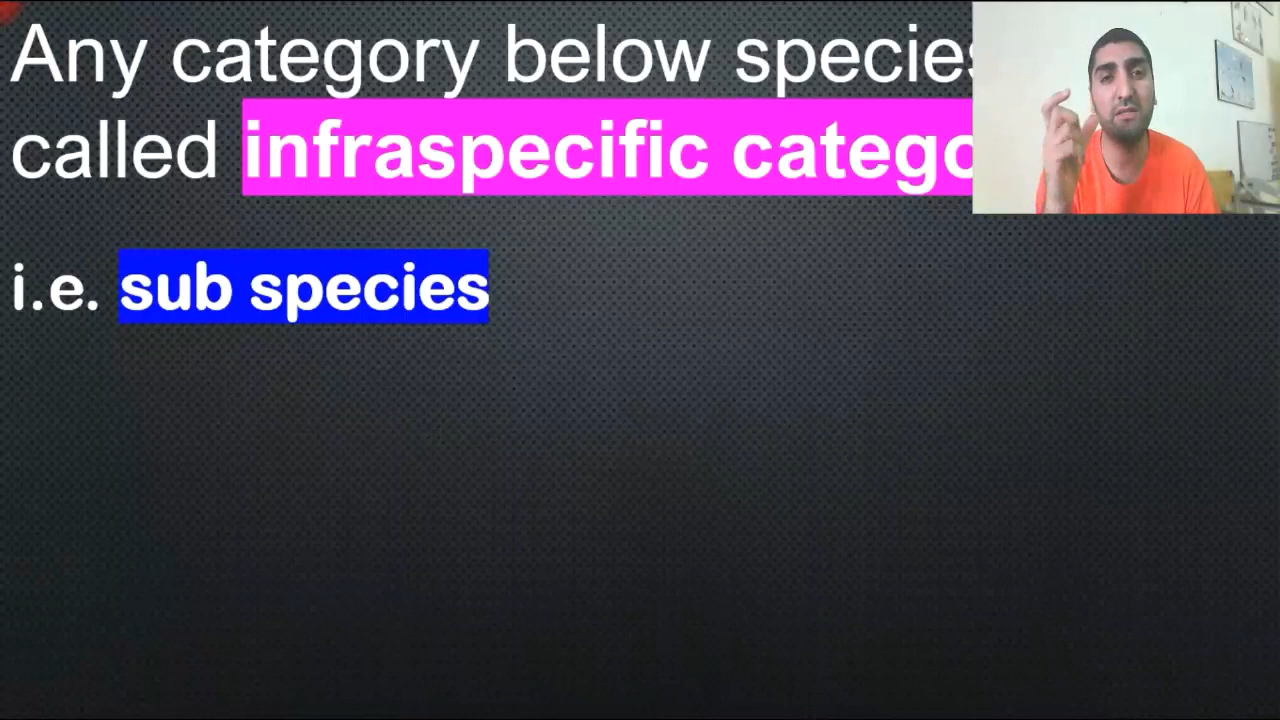 Any category below species
called infraspecific catego
i.e. sub species